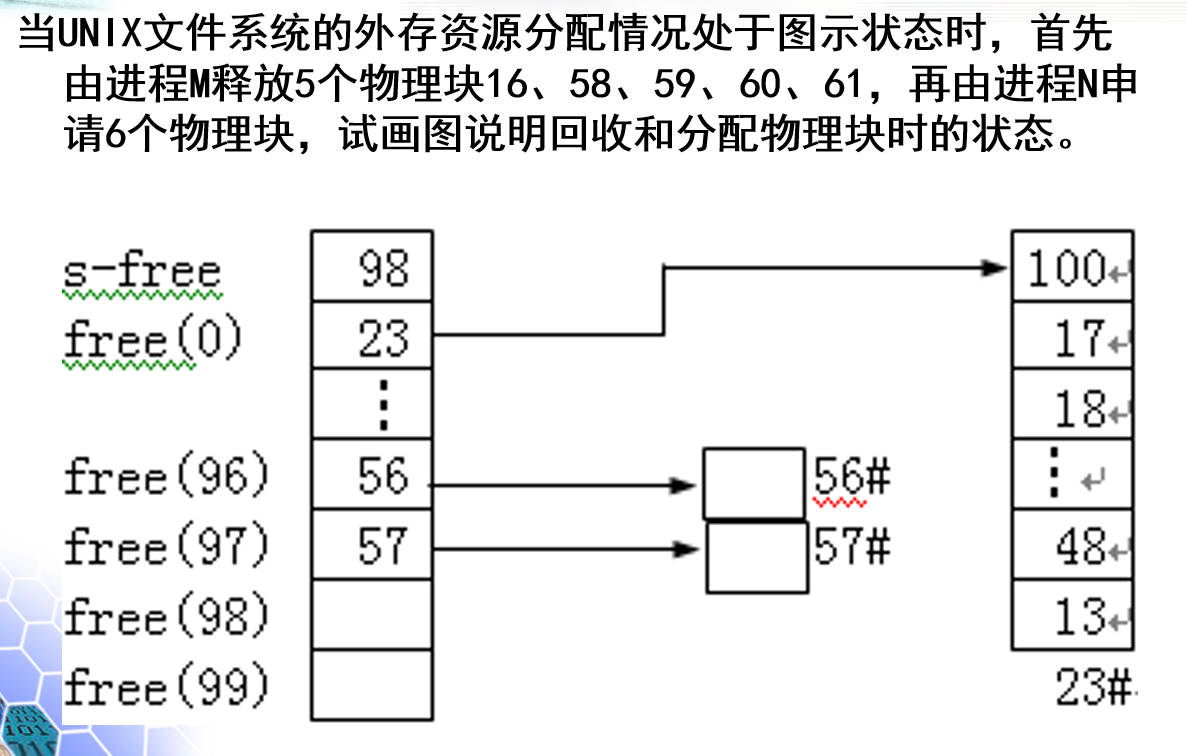 当UNIX文件系统的外存资源分配情况处于图示状态时，首先
由进程M释放5个物理块16、58、59、60、61，再由进程N申
请6个物理块，试画图说明回收和分配物理块时的状态。
s-free 98 100↵
free(0) 23 17↵
⋮ 18↵
free(96) 56 56# ⋮ ↵
free(97) 57 57# 48↵
free(98) 13↵
free(99) 23#
101
101